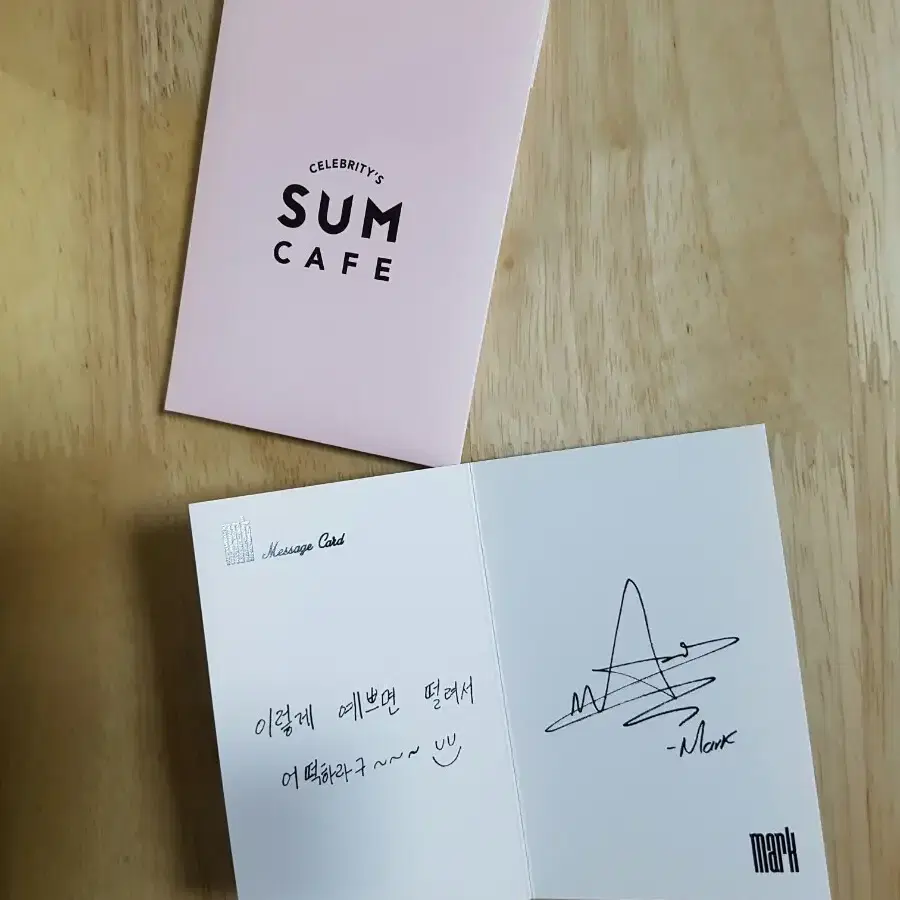 CELEBRITY'S
SUM
CAFE
Message Card
이렇게 예쁘면 떨려서
어떡하라구~~~
-Mark
mark